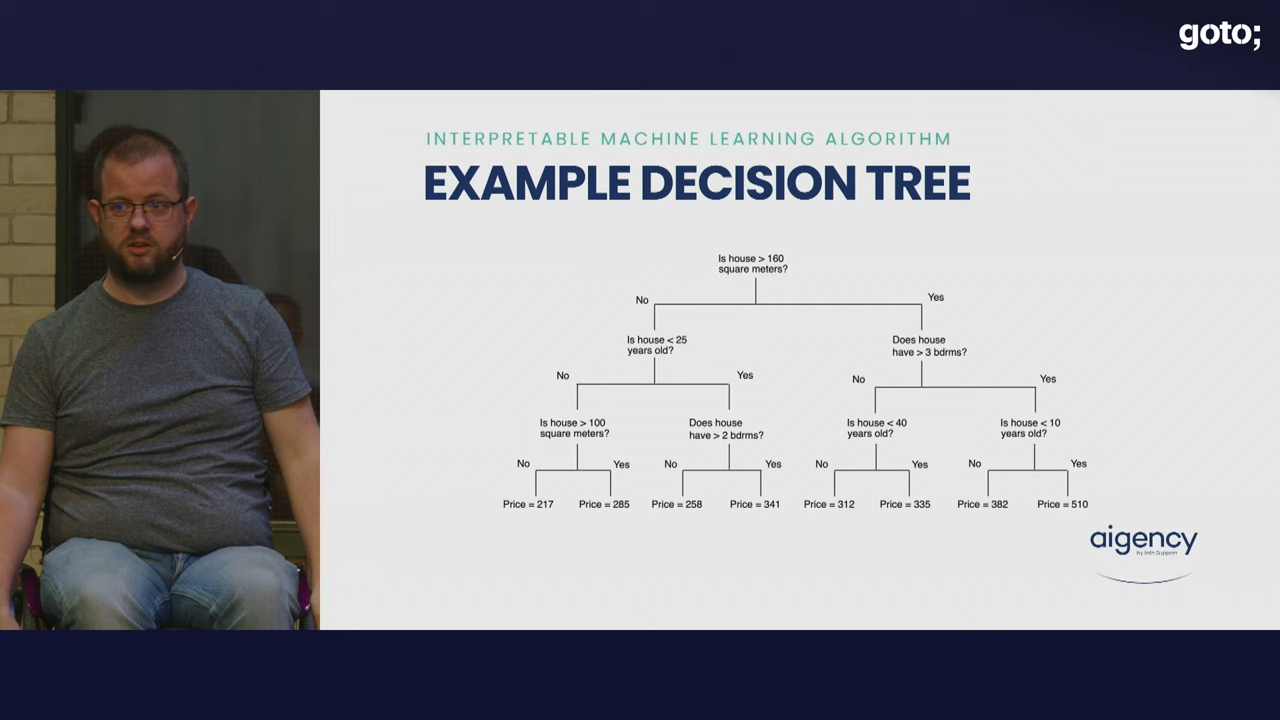 goto;
INTERPRETABLE MACHINE LEARNING ALGORITHM
EXAMPLE DECISION TREE
Is house > 160
square meters?
No
Yes
Is house < 25
years old?
Does house
have > 3 bdrms?
No
Yes
No
Yes
Is house > 100
square meters?
Does house
have > 2 bdrms?
Is house < 40
years old?
Is house < 10
years old?
No
Yes
No
Yes
No
Yes
No
Yes
Price = 217
Price = 285
Price = 258
Price = 341
Price = 312
Price = 335
Price = 382
Price = 510
aigency
by Info Support